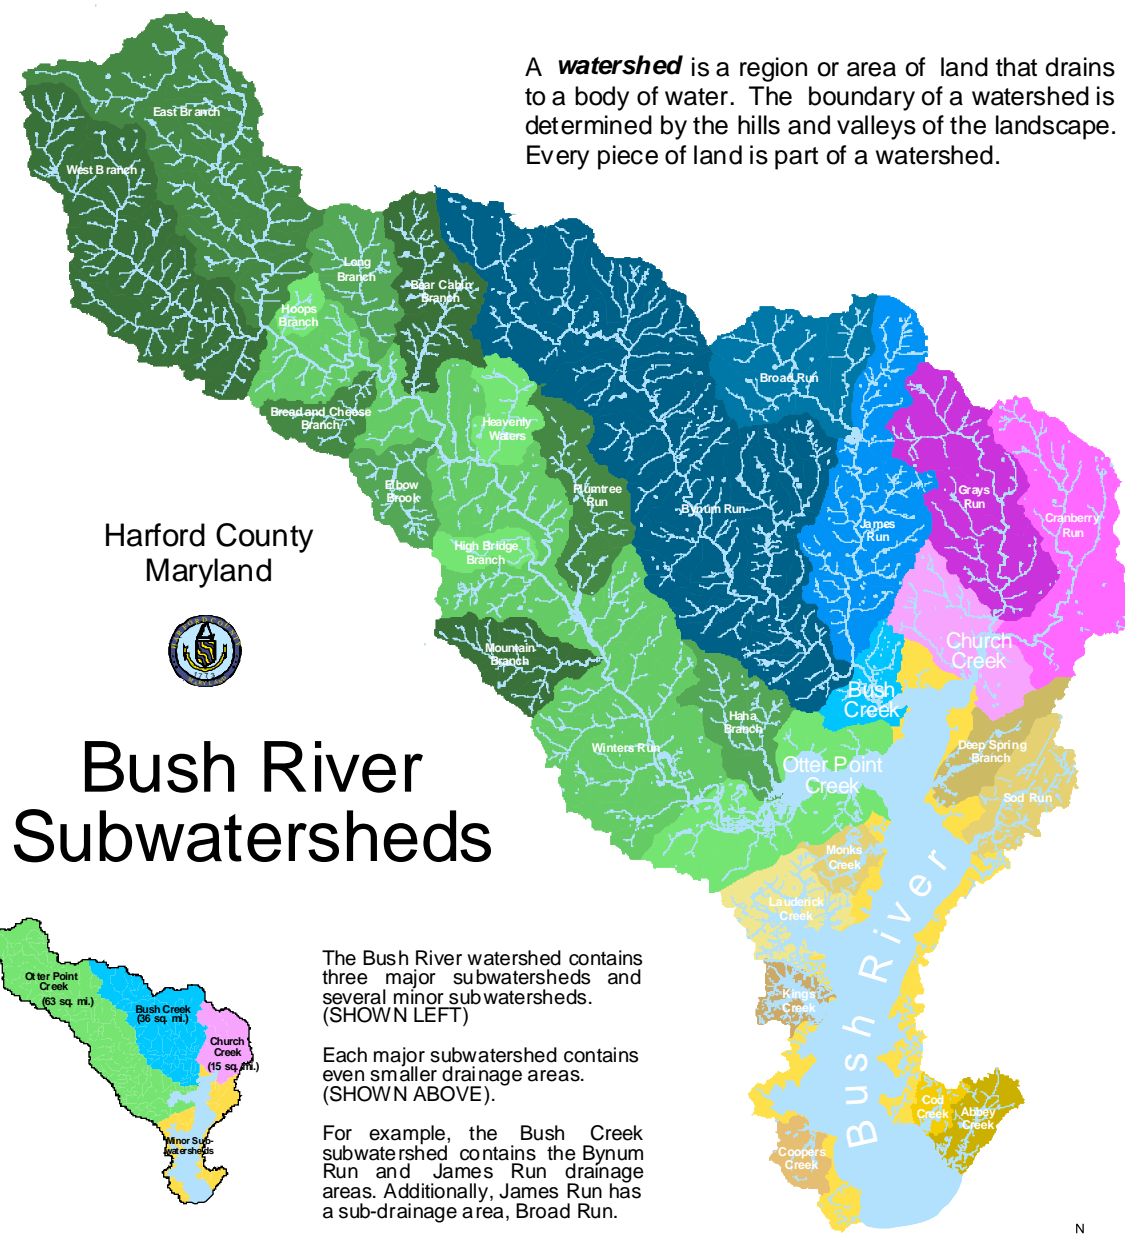 A watershed is a region or area of land that drains
to a body of water. The boundary of a watershed is
determined by the hills and valleys of the landscape.
Every piece of land is part of a watershed.
East Branch
West Branch
Long
Branch
Bear Cabin
Branch
Hoops
Branch
Broad Run
Bread and Cheese
Branch
Heavenly
Waters
Elbow
Brook
Plumtree
Run
Bynum Run
James
Run
Grays
Run
Cranberry
Run
High Bridge
Branch
Harford County
Maryland
HARFORD COUNTY
1773
MARYLAND
Mountain
Branch
Church
Creek
Bush
Creek
Haha
Branch
Winters Run
Otter Point
Creek
Deep Spring
Branch
Sod Run
Bush River
Subwatersheds
Monks
Creek
Lauderick
Creek
Kings
Creek
Bush River
Cod
Creek
Abbey
Creek
Coopers
Creek
Otter Point
Creek
(63 sq. mi.)
Bush Creek
(36 sq. mi.)
Church
Creek
(15 sq. mi.)
Minor Sub-
watersheds
The Bush River watershed contains
three major subwatersheds and
several minor subwatersheds.
(SHOWN LEFT)
Each major subwatershed contains
even smaller drainage areas.
(SHOWN ABOVE).
For example, the Bush Creek
subwatershed contains the Bynum
Run and James Run drainage
areas. Additionally, James Run has
a sub-drainage area, Broad Run.
N